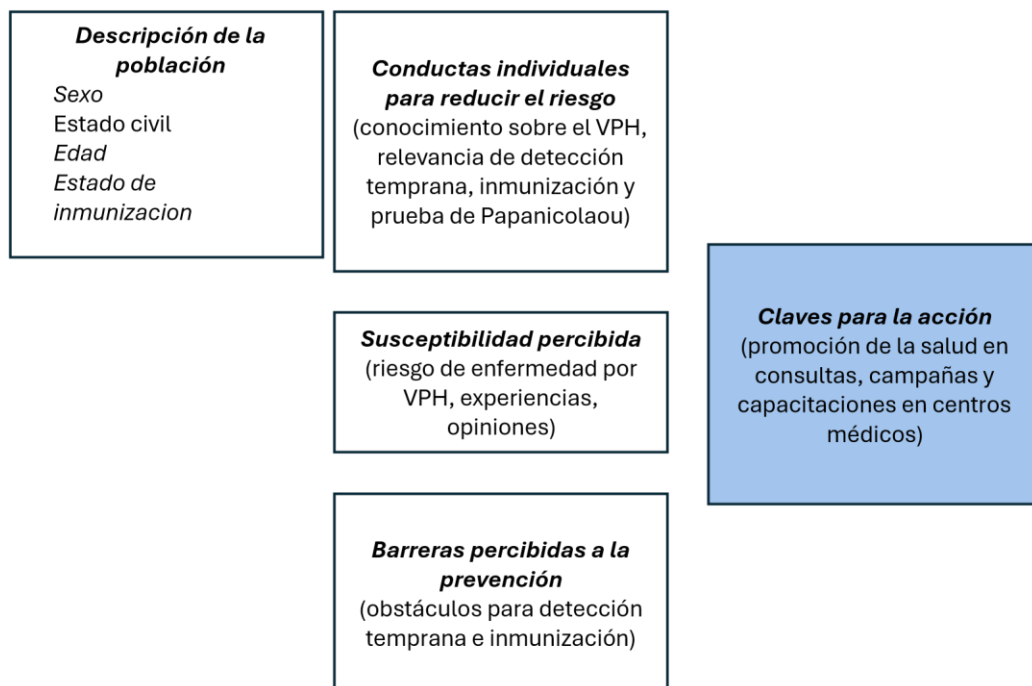 Descripción de la
población
Sexo
Estado civil
Edad
Estado de
inmunizacion
Conductas individuales
para reducir el riesgo
(conocimiento sobre el VPH,
relevancia de detección
temprana, inmunización y
prueba de Papanicolaou)
Susceptibilidad percibida
(riesgo de enfermedad por
VPH, experiencias,
opiniones)
Barreras percibidas a la
prevención
(obstáculos para detección
temprana e inmunización)
Claves para la acción
(promoción de la salud en
consultas, campañas y
capacitaciones en centros
médicos)